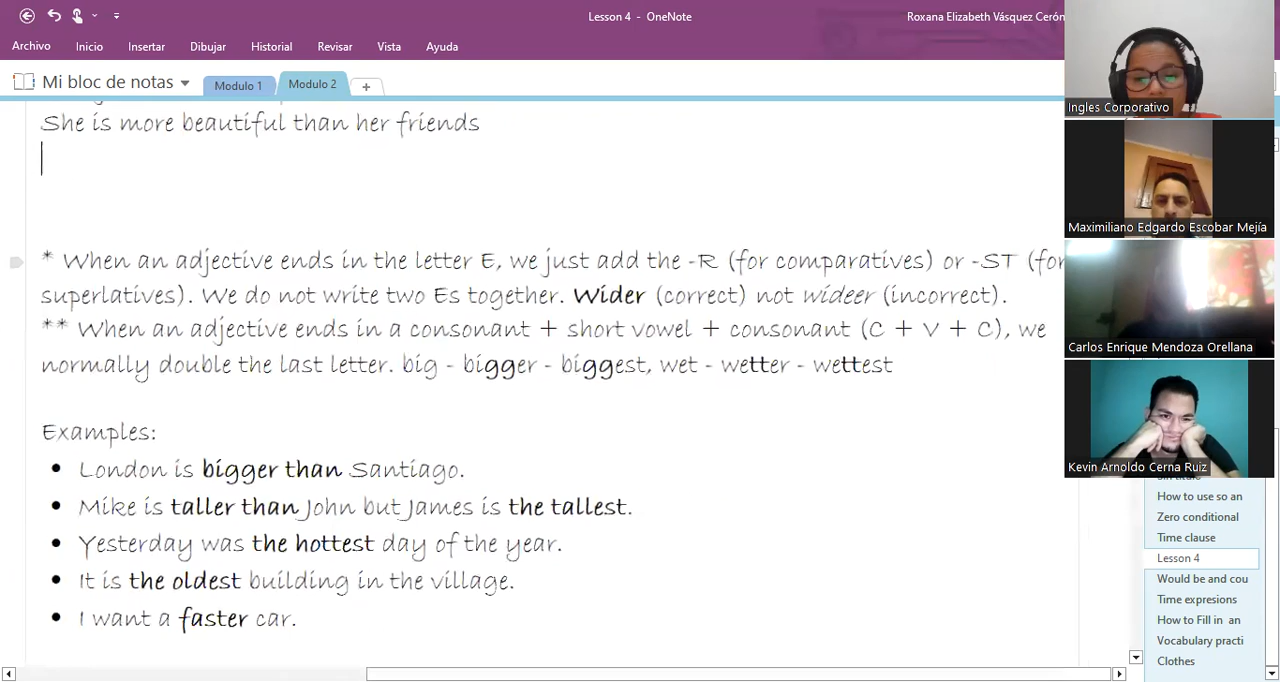 Lesson 4 - OneNote
Roxana Elizabeth Vásquez Cerón
Archivo Inicio Insertar Dibujar Historial Revisar Vista Ayuda
Mi bloc de notas Modulo 1 Modulo 2 +
She is more beautiful than her friends
* When an adjective ends in the letter E, we just add the -R (for comparatives) or -ST (for
superlatives). We do not write two Es together. Wider (correct) not wideer (incorrect).
** When an adjective ends in a consonant + short vowel + consonant (C + V + C), we
normally double the last letter. big - bigger - biggest, wet - wetter - wettest
Examples:
• London is bigger than Santiago.
• Mike is taller than John but James is the tallest.
• Yesterday was the hottest day of the year.
• It is the oldest building in the village.
• I want a faster car.
Ingles Corporativo
Maximiliano Edgardo Escobar Mejía
Carlos Enrique Mendoza Orellana
Kevin Arnoldo Cerna Ruiz
How to use so an
Zero conditional
Time clause
Lesson 4
Would be and cou
Time expresions
How to Fill in an
Vocabulary practi
Clothes